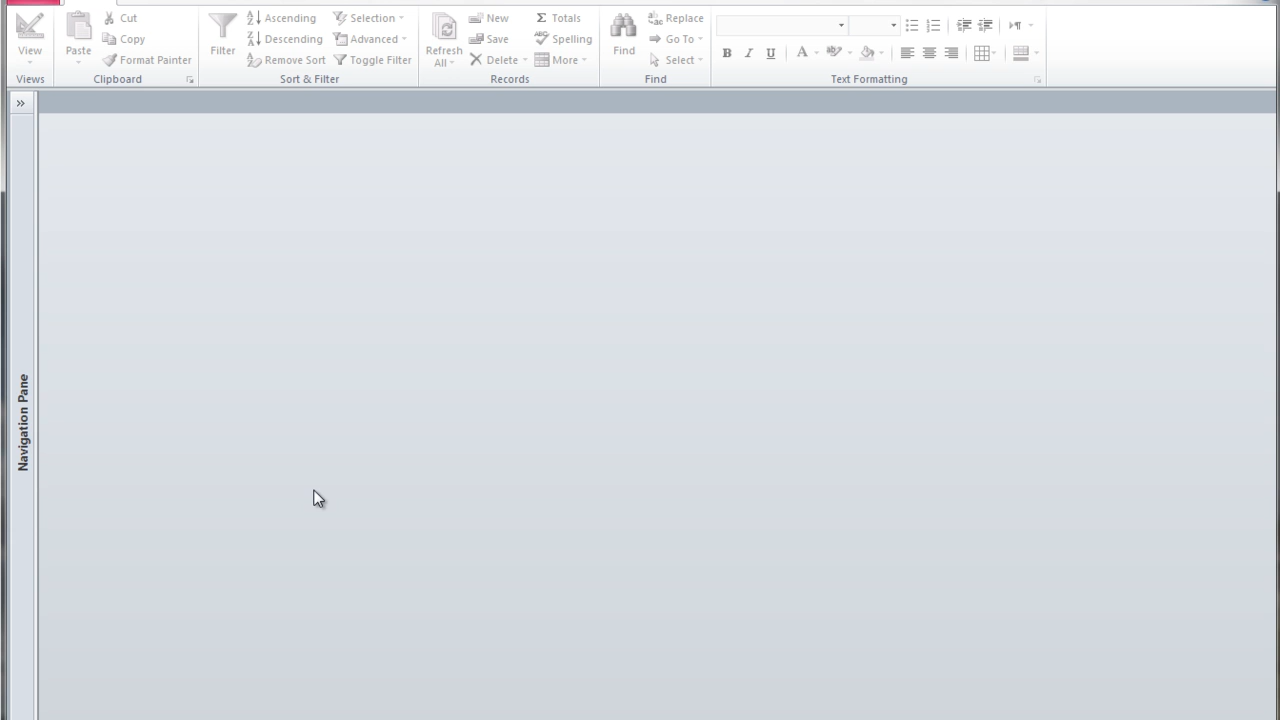 Cut Ascending Selection New Totals Replace
Copy Descending Advanced Save Spelling Go To
View Paste Format Painter Filter Remove Sort Toggle Filter Refresh All Delete More Find Select B I U A ab
Views Clipboard Sort & Filter Records Find Text Formatting
Navigation Pane